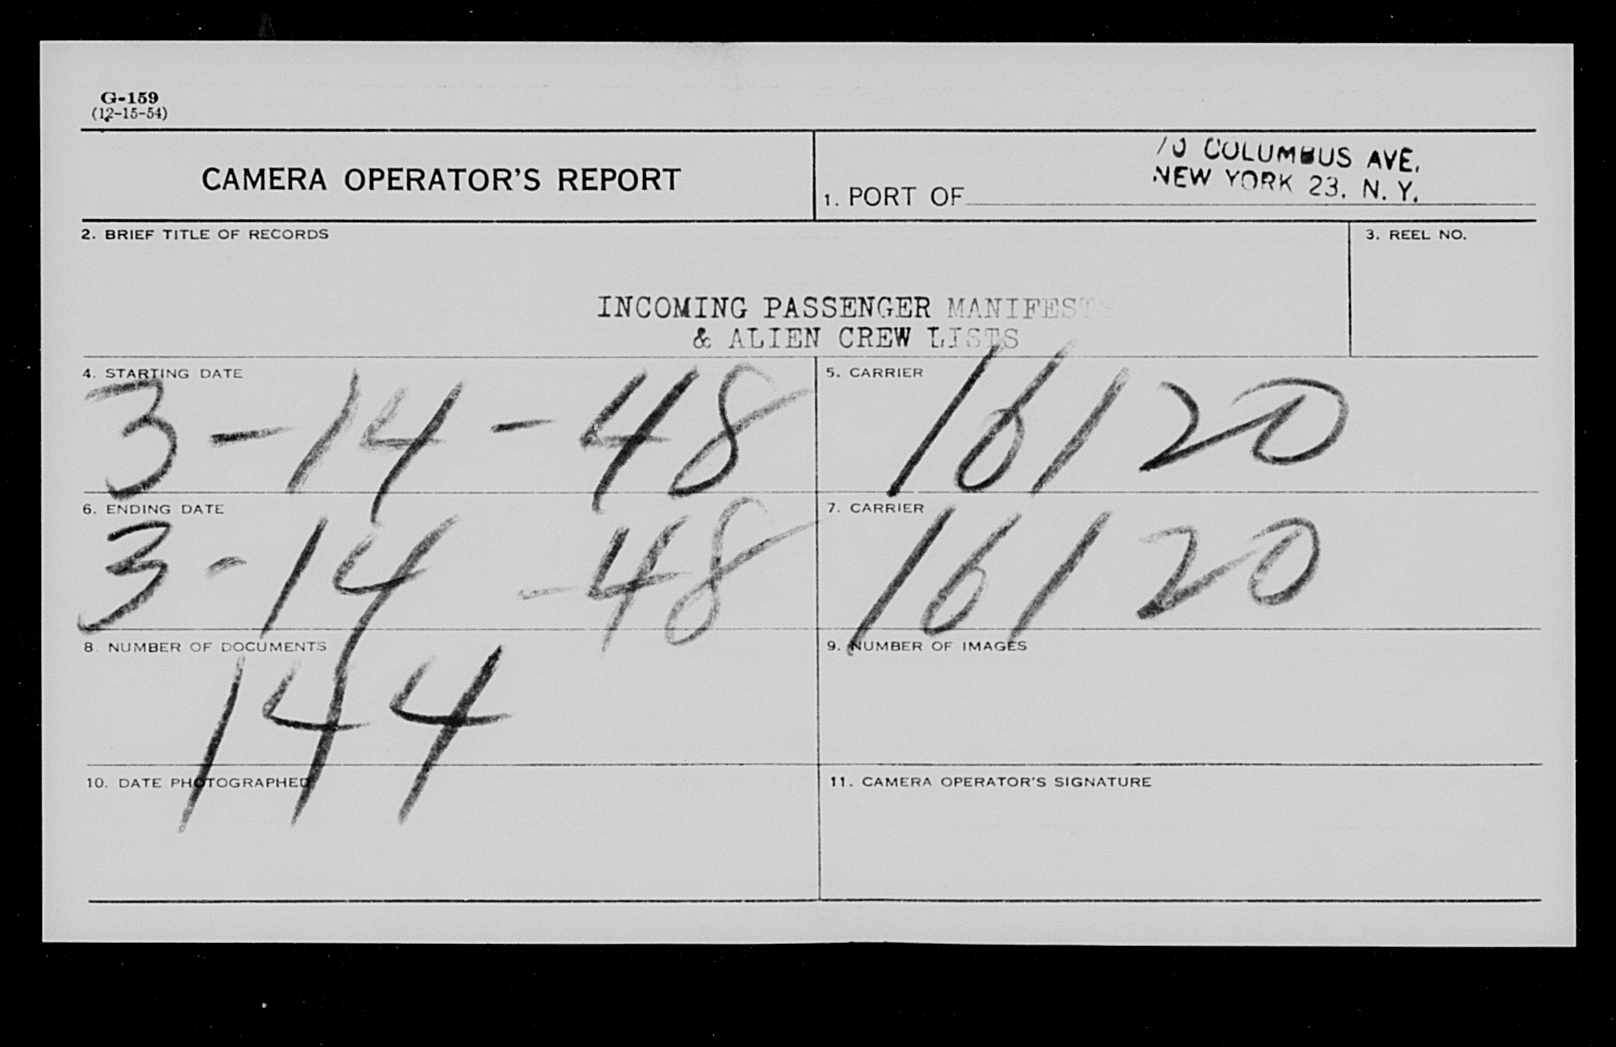 G-159
(12-15-54)
CAMERA OPERATOR'S REPORT
1. PORT OF
70 COLUMBUS AVE.
NEW YORK 23, N. Y.
2. BRIEF TITLE OF RECORDS
3. REEL NO.
INCOMING PASSENGER MANIFESTS
& ALIEN CREW LISTS
4. STARTING DATE
3-14-48
5. CARRIER
16120
6. ENDING DATE
3-14-48
7. CARRIER
16120
8. NUMBER OF DOCUMENTS
144
9. NUMBER OF IMAGES
10. DATE PHOTOGRAPHED
11. CAMERA OPERATOR'S SIGNATURE